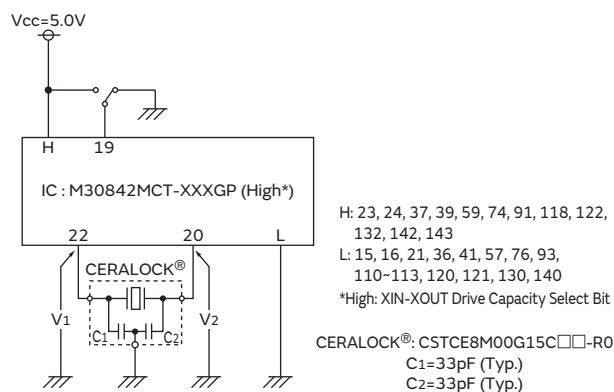 Vcc=5.0V
H
19
IC : M30842MCT-XXXGP (High*)
22
20
L
CERALOCK®
V1
C1
C2
V2
H: 23, 24, 37, 39, 59, 74, 91, 118, 122,
132, 142, 143
L: 15, 16, 21, 36, 41, 57, 76, 93,
110~113, 120, 121, 130, 140
*High: XIN-XOUT Drive Capacity Select Bit
CERALOCK®: CSTCE8M00G15C□□-R0
C1=33pF (Typ.)
C2=33pF (Typ.)